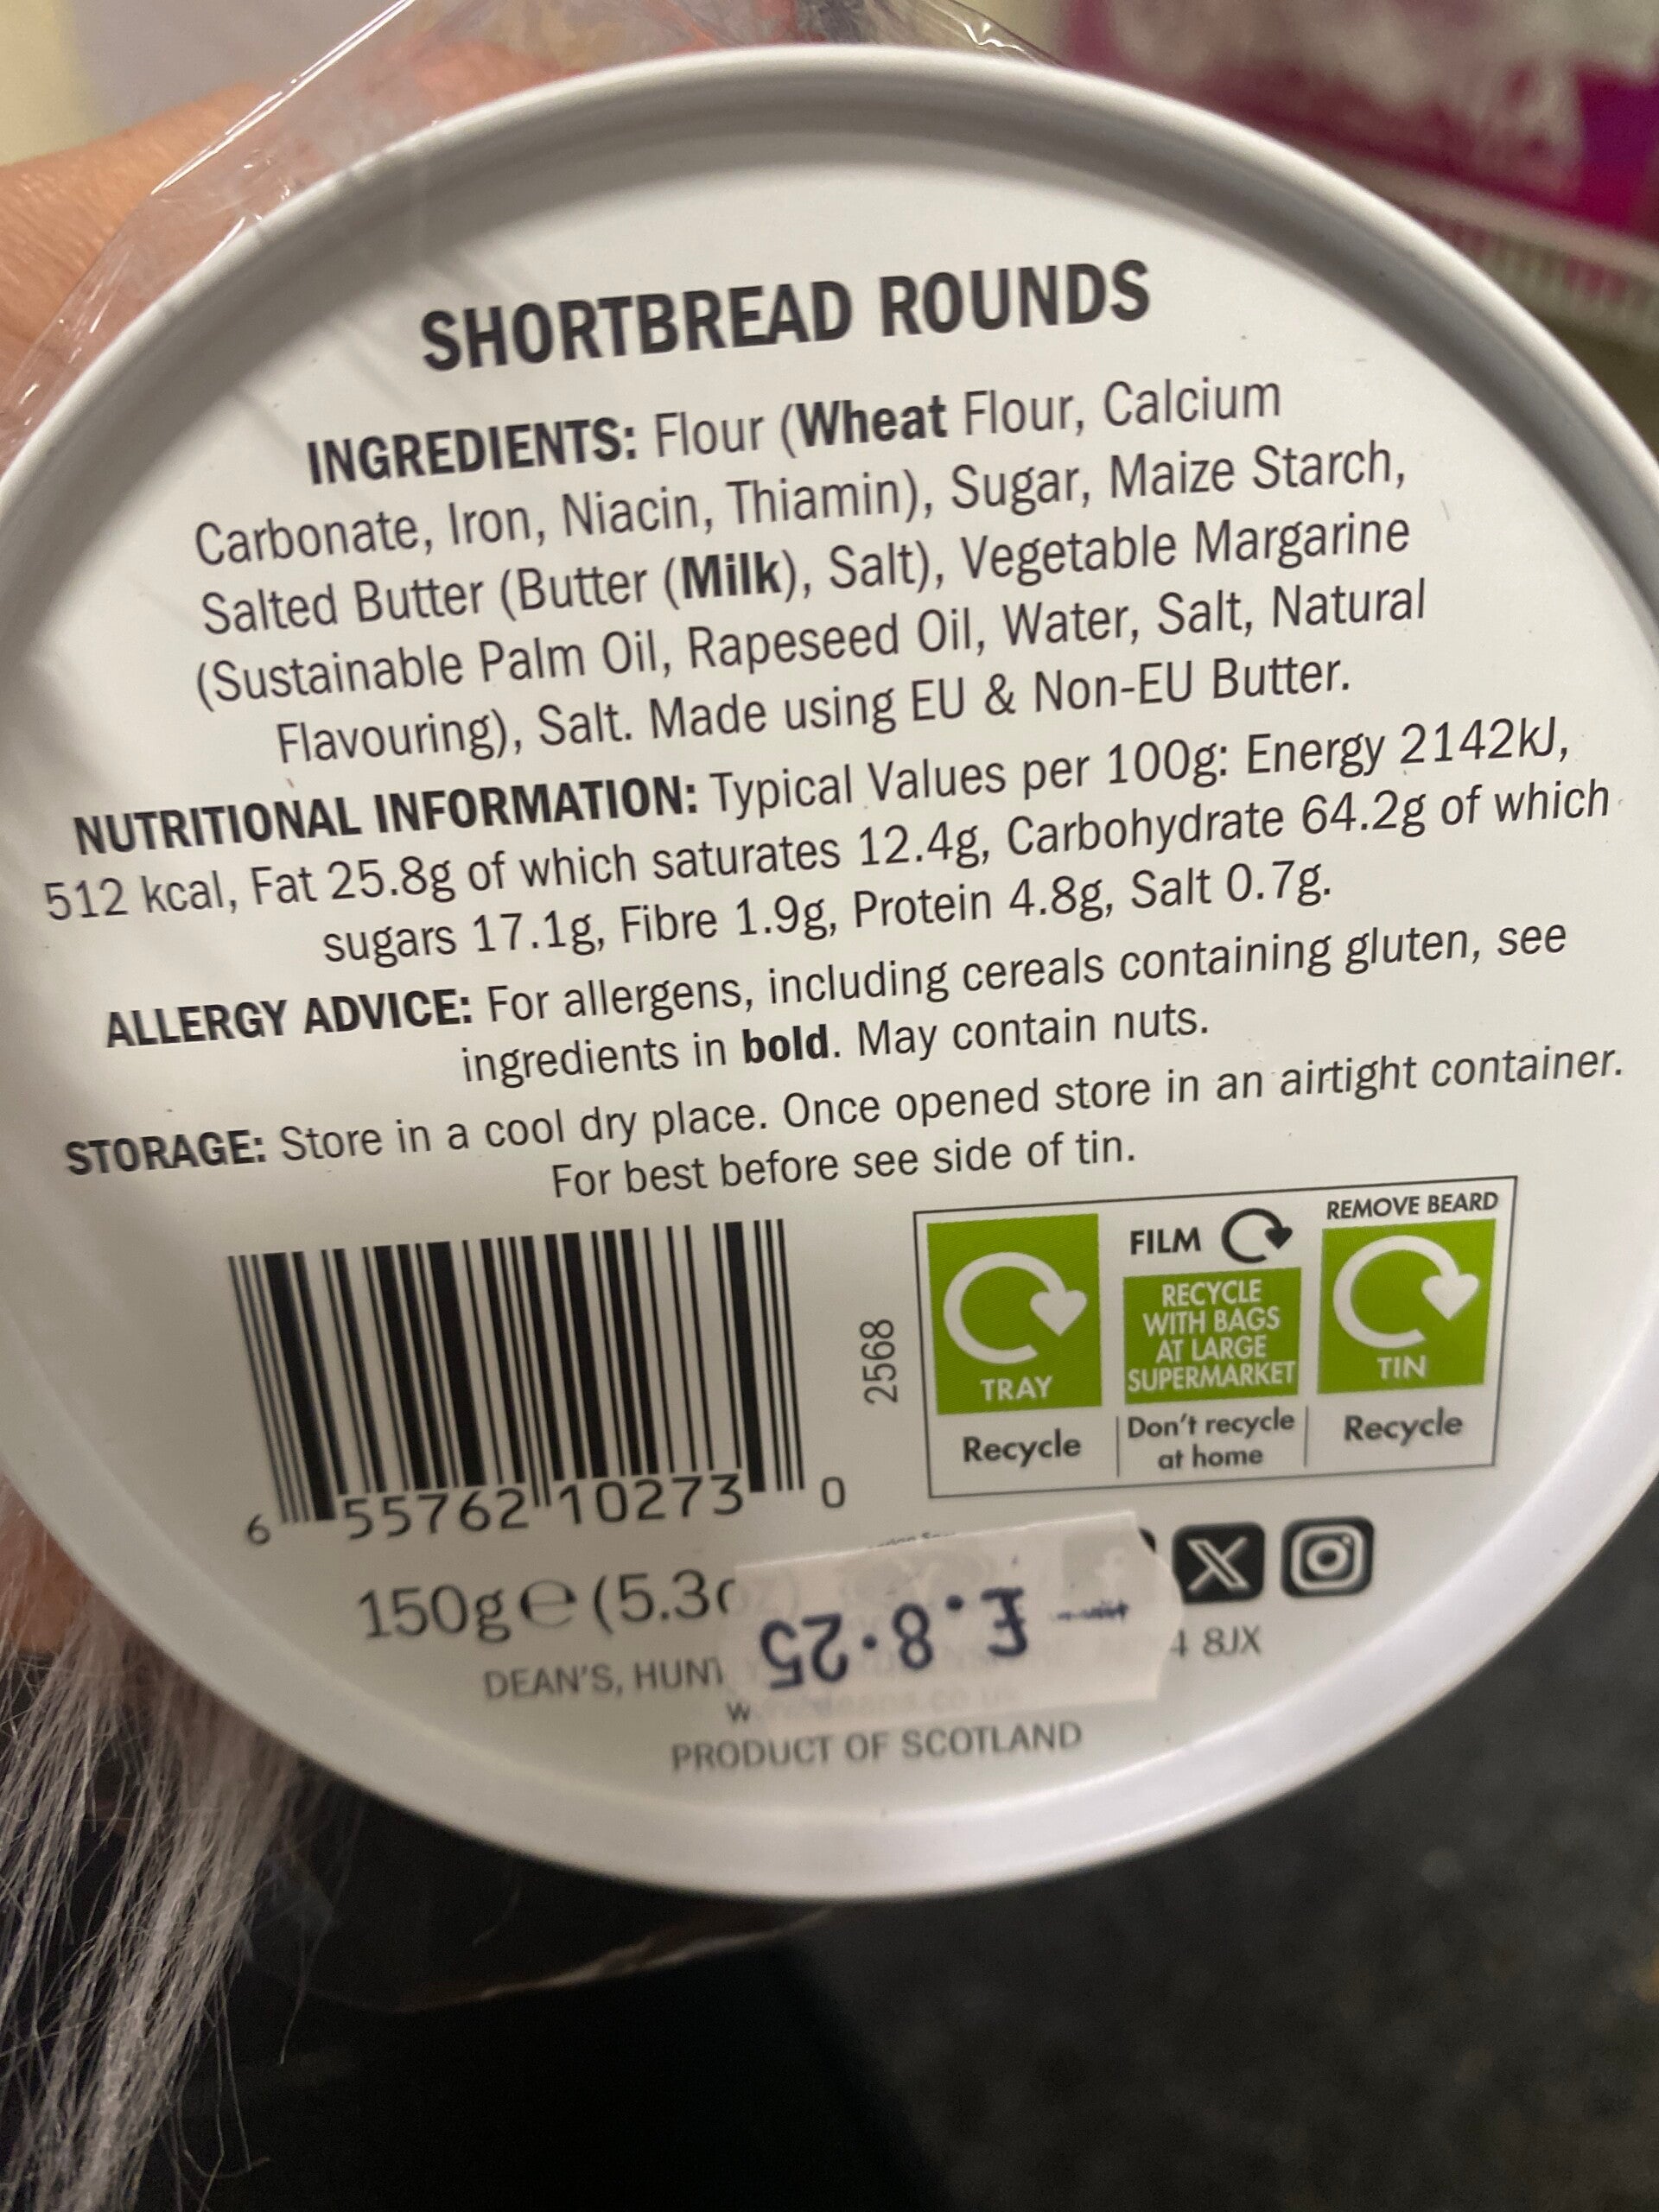 SHORTBREAD ROUNDS
INGREDIENTS: Flour (Wheat Flour, Calcium
Carbonate, Iron, Niacin, Thiamin), Sugar, Maize Starch,
Salted Butter (Butter (Milk), Salt), Vegetable Margarine
(Sustainable Palm Oil, Rapeseed Oil, Water, Salt, Natural
Flavouring), Salt. Made using EU & Non-EU Butter.
NUTRITIONAL INFORMATION: Typical Values per 100g: Energy 2142kJ,
512 kcal, Fat 25.8g of which saturates 12.4g, Carbohydrate 64.2g of which
sugars 17.1g, Fibre 1.9g, Protein 4.8g, Salt 0.7g.
ALLERGY ADVICE: For allergens, including cereals containing gluten, see
ingredients in bold. May contain nuts.
STORAGE: Store in a cool dry place. Once opened store in an airtight container.
For best before see side of tin.
6 55762 10273 0
2568
TRAY
Recycle
FILM
RECYCLE
WITH BAGS
AT LARGE
SUPERMARKET
Don't recycle
at home
REMOVE BEARD
TIN
Recycle
150g e (5.3
£8.25
DEAN'S,
8JX
PRODUCT OF SCOTLAND